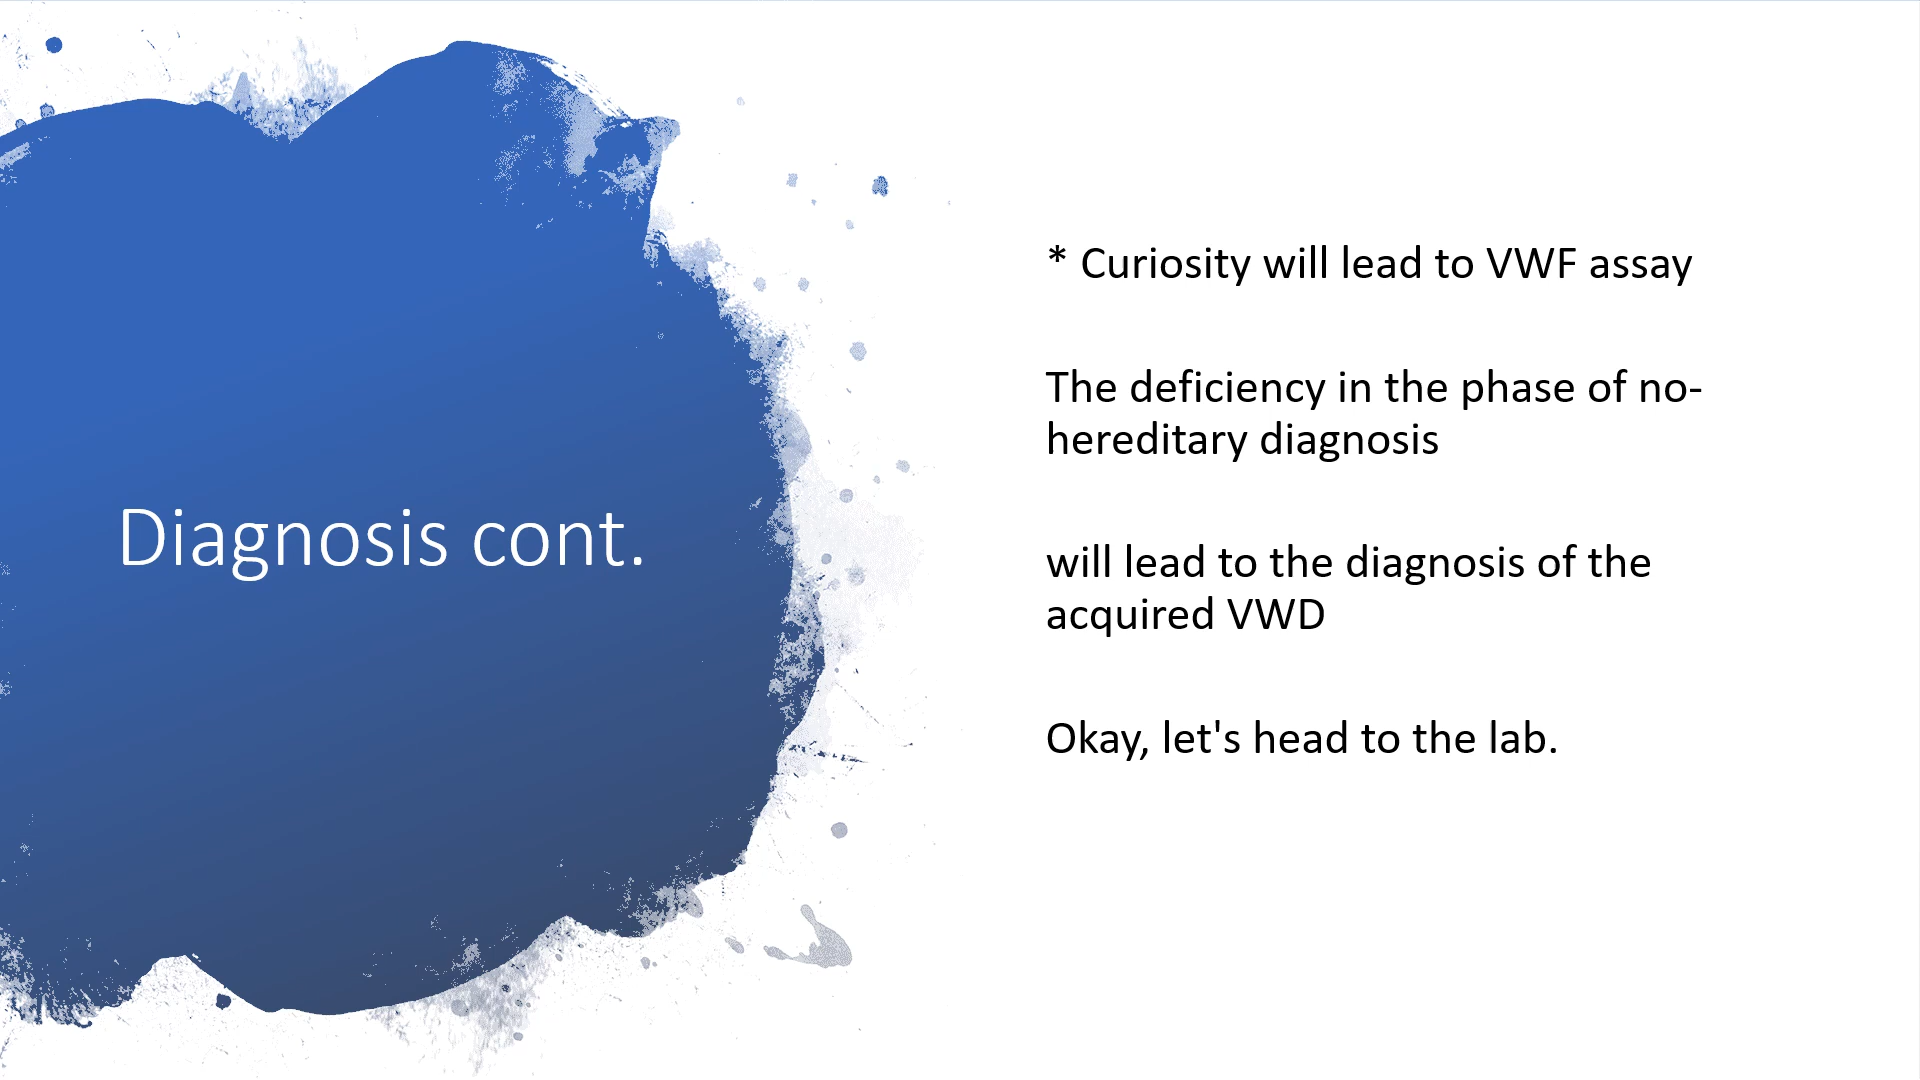 Diagnosis cont.
* Curiosity will lead to VWF assay
The deficiency in the phase of no-
hereditary diagnosis
will lead to the diagnosis of the
acquired VWD
Okay, let's head to the lab.